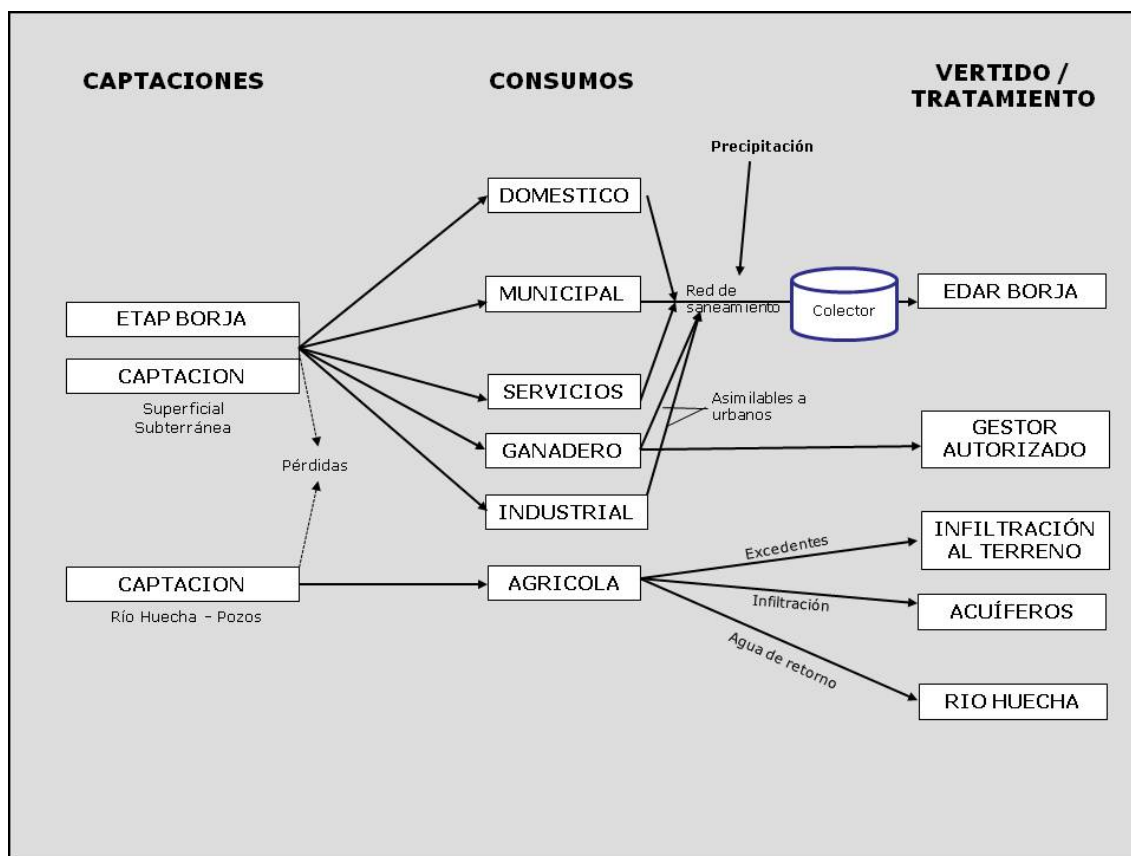 CAPTACIONES
CONSUMOS
VERTIDO /
TRATAMIENTO
Precipitación
DOMESTICO
MUNICIPAL
Red de
saneamiento
Colector
EDAR BORJA
ETAP BORJA
CAPTACION
Superficial
Subterránea
SERVICIOS
Asimilables a
urbanos
GANADERO
GESTOR
AUTORIZADO
Pérdidas
INDUSTRIAL
INFILTRACIÓN
AL TERRENO
Excedentes
CAPTACION
Río Huecha – Pozos
AGRICOLA
Infiltración
ACUÍFEROS
Agua de retorno
RIO HUECHA